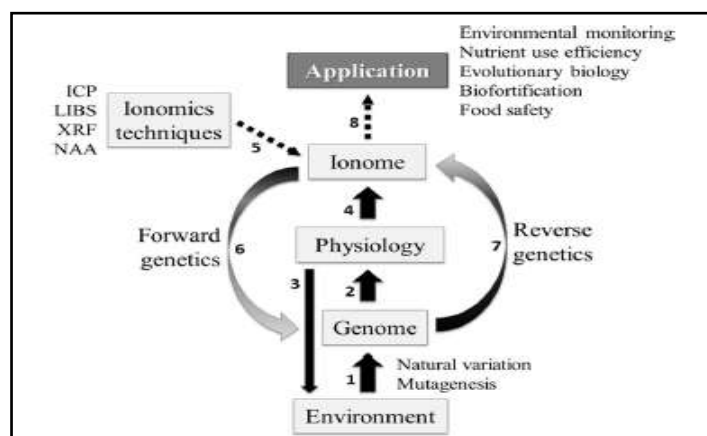 Environmental monitoring
Nutrient use efficiency
Evolutionary biology
Biofortification
Food safety
Application
ICP
LIBS
XRF
NAA
Ionomics
techniques
8
5
Ionome
4
Forward
genetics
6
Physiology
7
Reverse
genetics
3
2
Genome
1
Natural variation
Mutagenesis
Environment